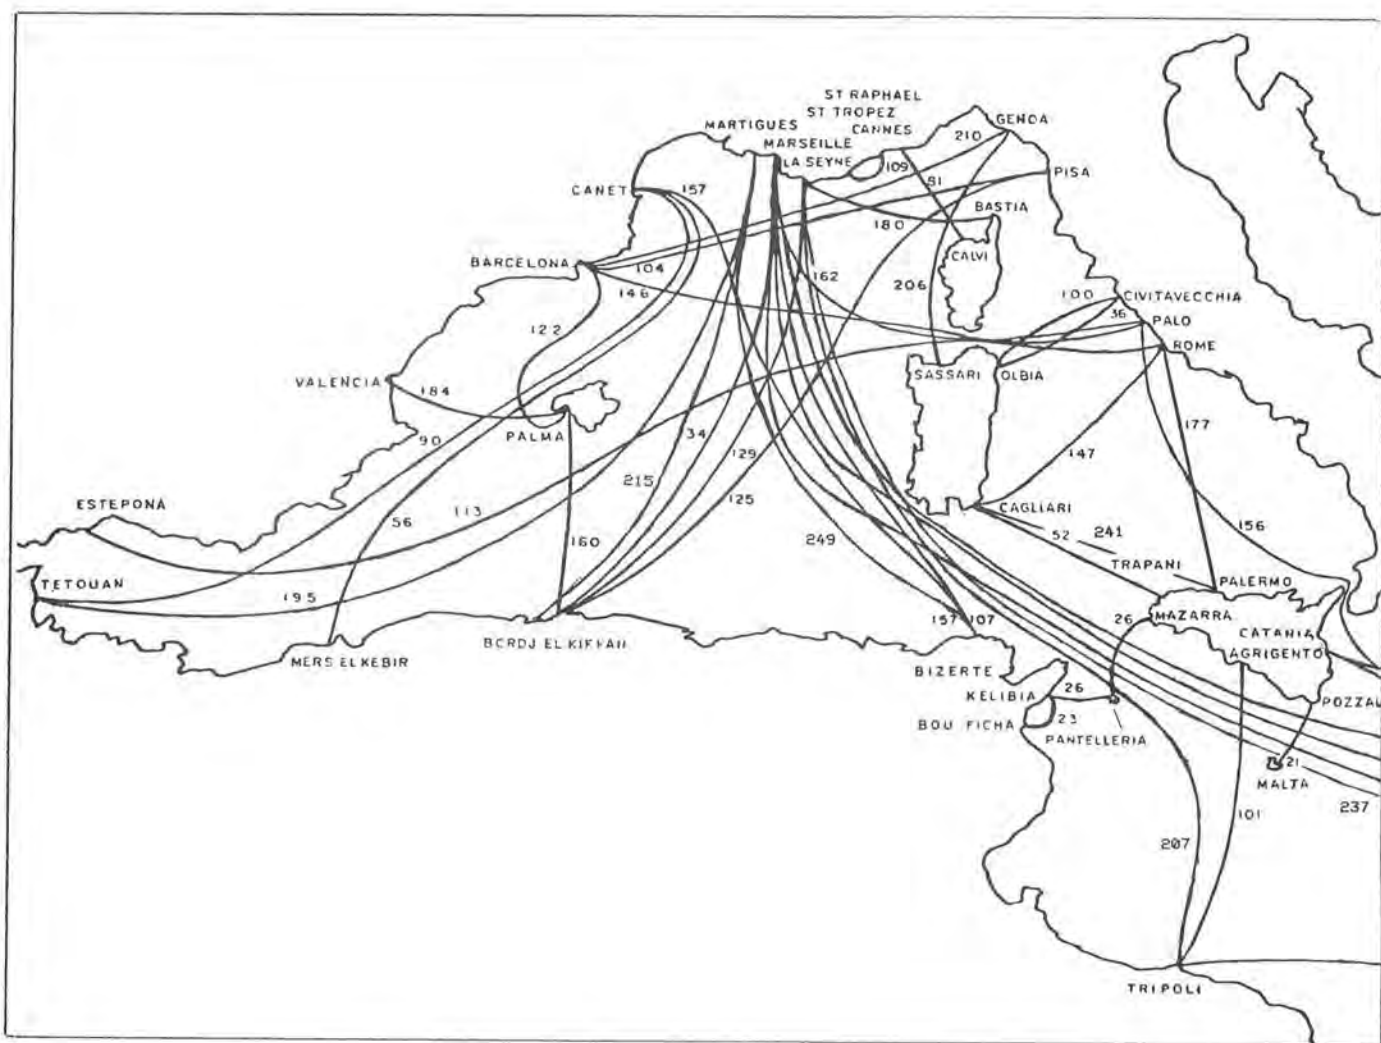 ST RAPHAEL
ST TROPEZ
MARTIGUES
CANNES
210
GENOA
MARSEILLE
LA SEYNE
109
81
PISA
CANET
157
BASTIA
180
BARCELONA
104
146
162
206
CALVI
100
CIVITAVECCHIA
36
PALO
122
ROME
VALENCIA
184
SASSARI
OLBIA
PALMA
90
34
177
129
147
215
125
ESTEPONA
113
56
CAGLIARI
156
160
249
52
241
TRAPANI
TETOUAN
195
PALERMO
157
107
26
MAZARRA
CATANIA
MERS EL KEBIR
AGRIGENTO
BIZERTE
KELIBIA
26
POZZAL
BOU FICHA
23
PANTELLERIA
21
MALTA
237
101
207
TRIPOLI